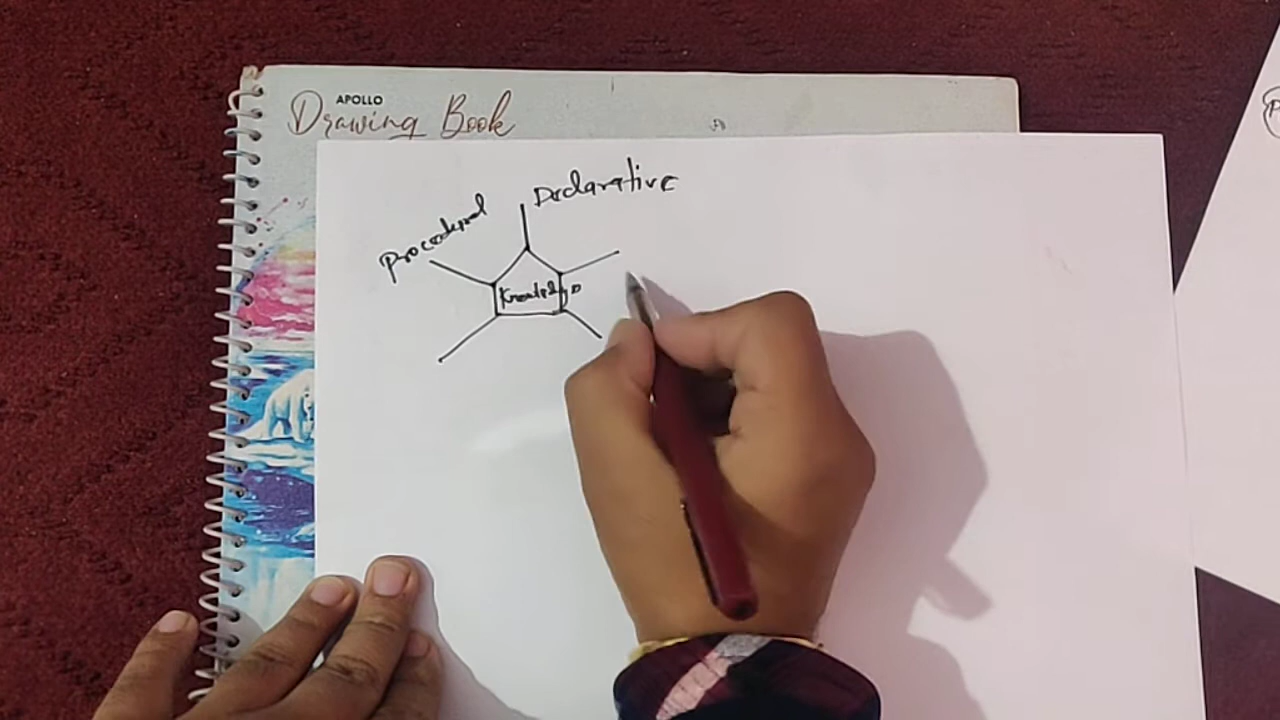 APOLLO
Drawing Book
Declarative
Procedural
Knowledge